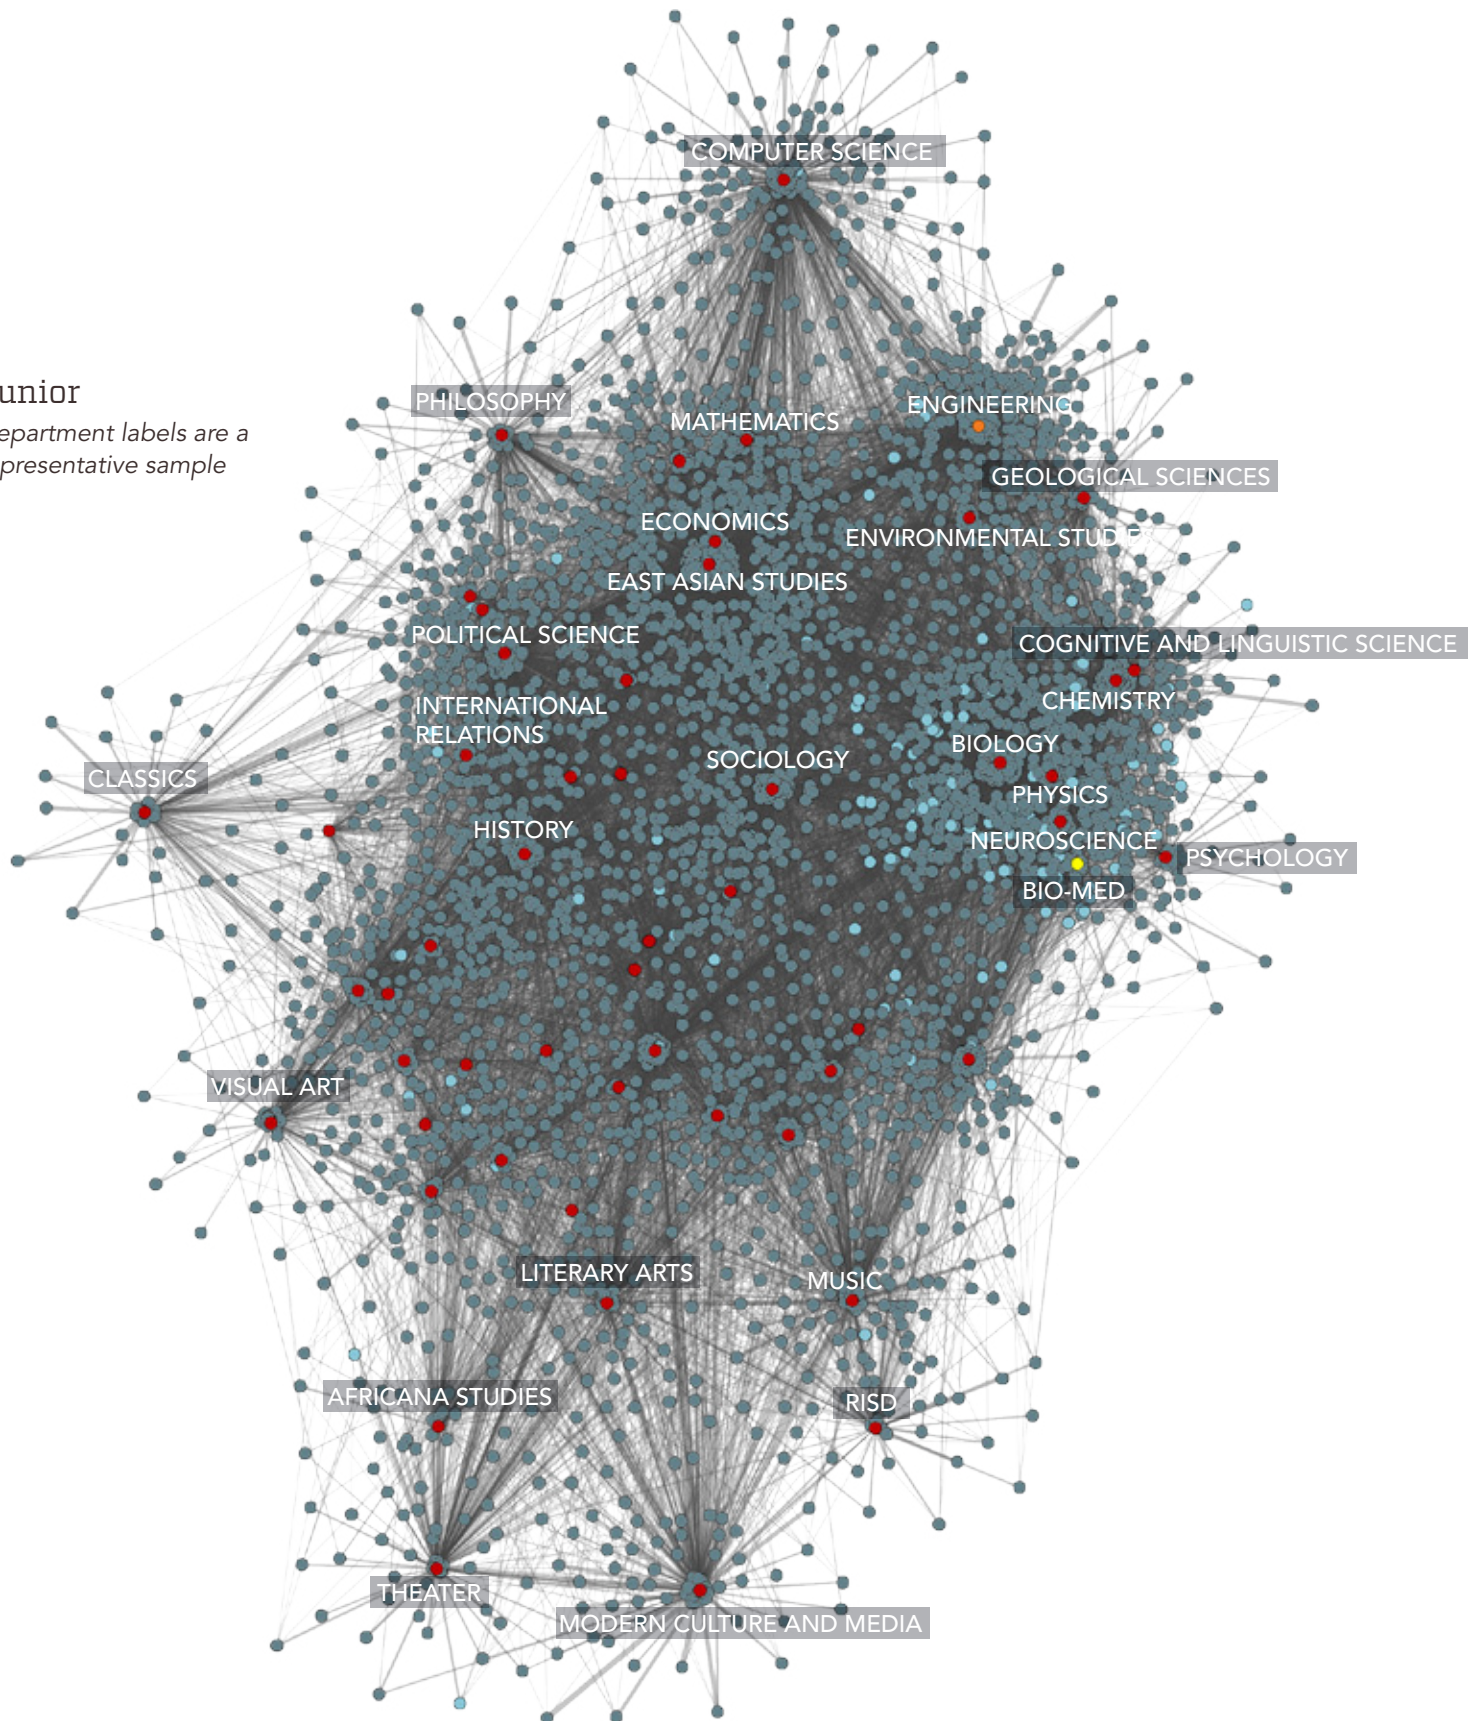 COMPUTER SCIENCE
unior
epartment labels are a
presentative sample
PHILOSOPHY
MATHEMATICS
ENGINEERING
GEOLOGICAL SCIENCES
ECONOMICS
ENVIRONMENTAL STUDIES
EAST ASIAN STUDIES
POLITICAL SCIENCE
COGNITIVE AND LINGUISTIC SCIENCE
CHEMISTRY
INTERNATIONAL
RELATIONS
BIOLOGY
SOCIOLOGY
CLASSICS
PHYSICS
HISTORY
NEUROSCIENCE
PSYCHOLOGY
BIO-MED
VISUAL ART
LITERARY ARTS
MUSIC
AFRICANA STUDIES
RISD
THEATER
MODERN CULTURE AND MEDIA